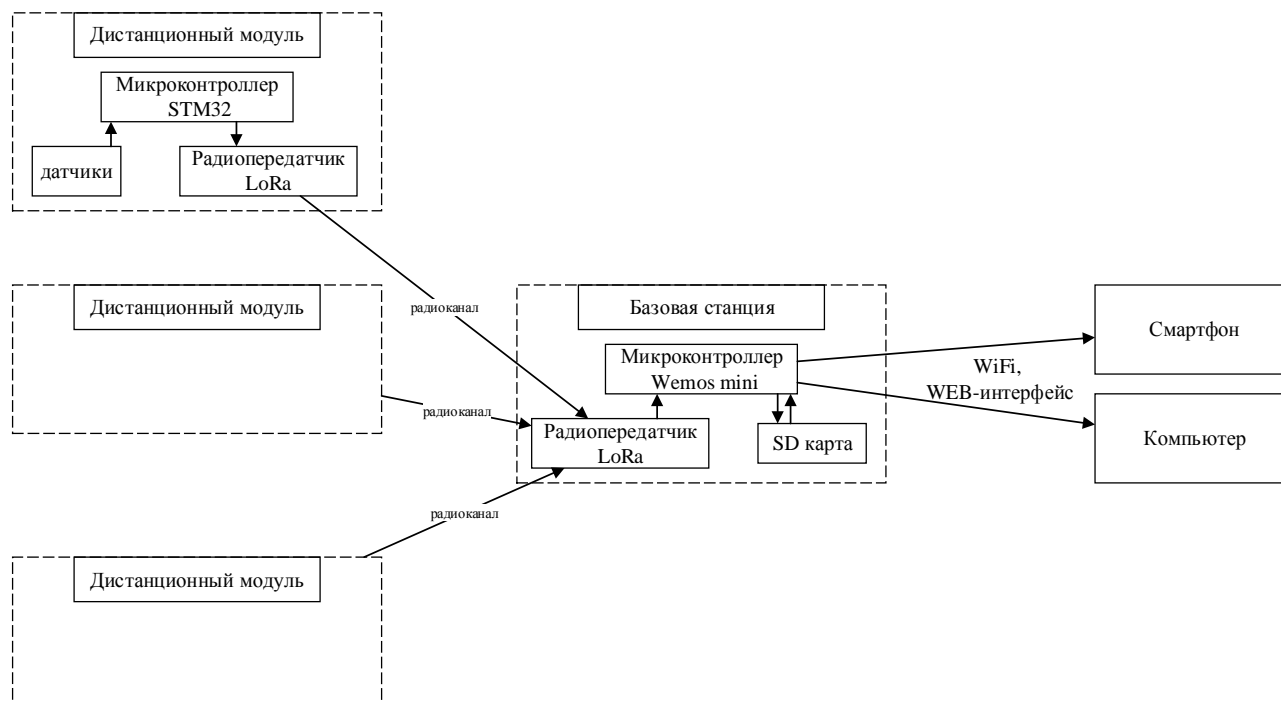 Дистанционный модуль
Микроконтроллер
STM32
датчики
Радиопередатчик
LoRa
Дистанционный модуль
радиоканал
Базовая станция
Смартфон
Микроконтроллер
Wemos mini
WiFi,
WEB-интерфейс
радиоканал
Радиопередатчик
LoRa
SD карта
Компьютер
радиоканал
Дистанционный модуль